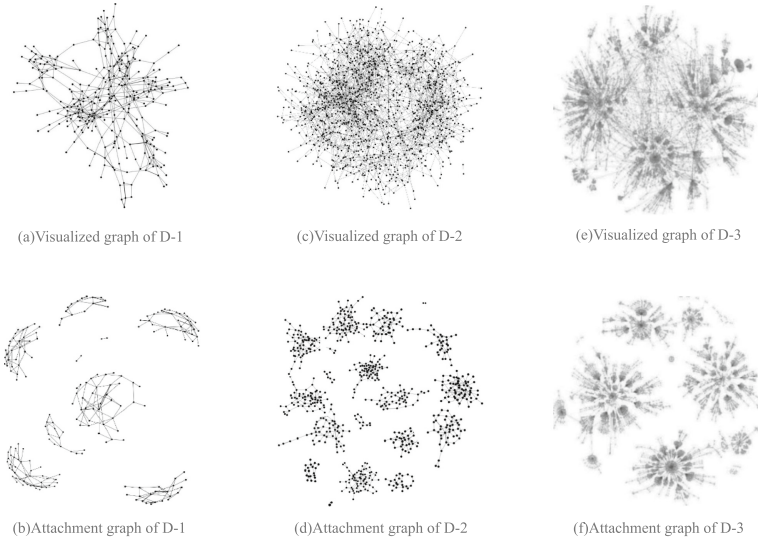 (a)Visualized graph of D-1
(c)Visualized graph of D-2
(e)Visualized graph of D-3
(b)Attachment graph of D-1
(d)Attachment graph of D-2
(f)Attachment graph of D-3